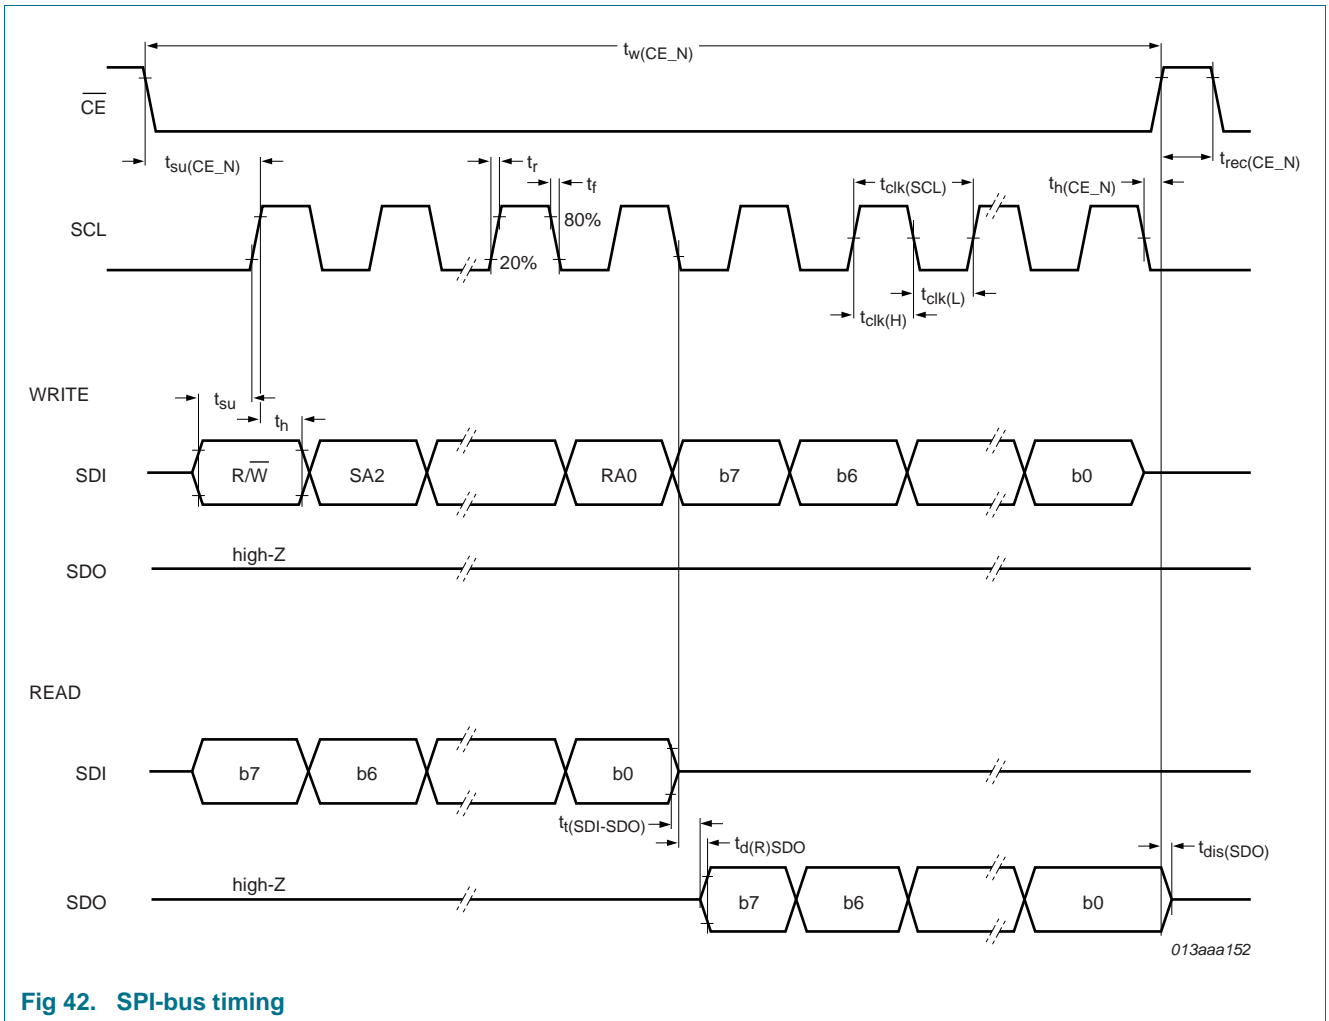 tw(CE_N)
CE
tsu(CE_N)
tr
tf
th(CE_N)
trec(CE_N)
tclk(SCL)
SCL
80%
20%
tclk(L)
tclk(H)
WRITE
tsu
th
SDI
R/W SA2 RA0 b7 b6 b0
SDO
high-Z
READ
SDI
b7 b6 b0
tt(SDI-SDO)
td(R)SDO
tdis(SDO)
SDO
high-Z
b7 b6 b0
013aaa152
Fig 42. SPI-bus timing